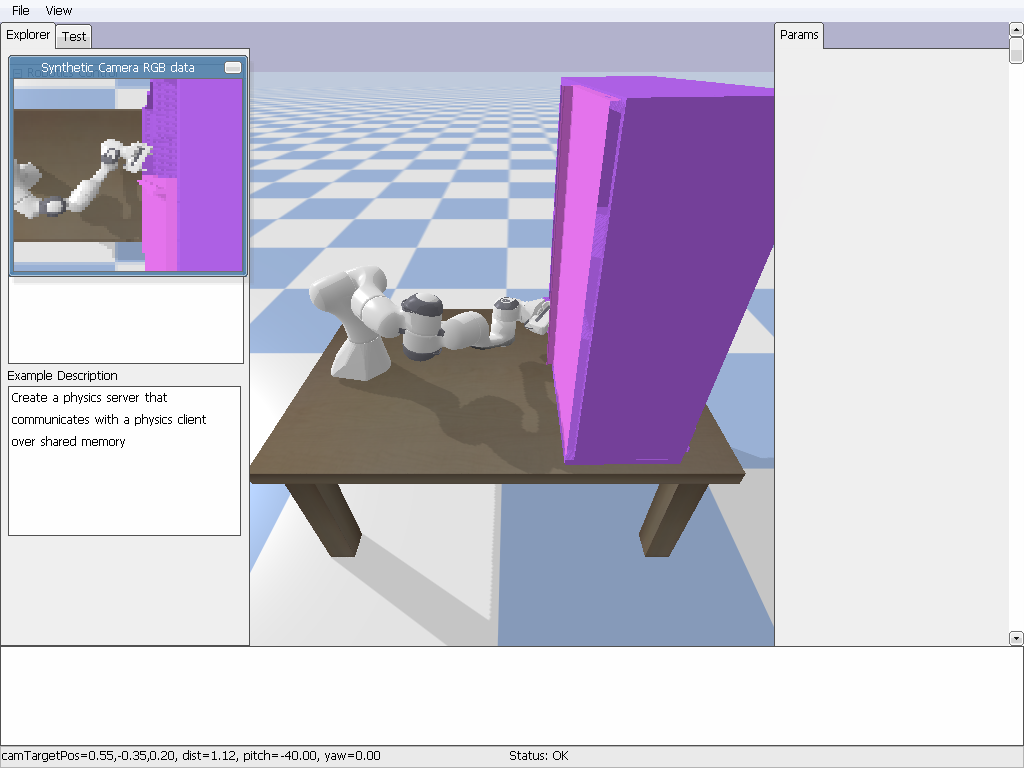 File View
Explorer Test
Params
Synthetic Camera RGB data
Example Description
Create a physics server that
communicates with a physics client
over shared memory
camTargetPos=0.55,-0.35,0.20, dist=1.12, pitch=-40.00, yaw=0.00
Status: OK